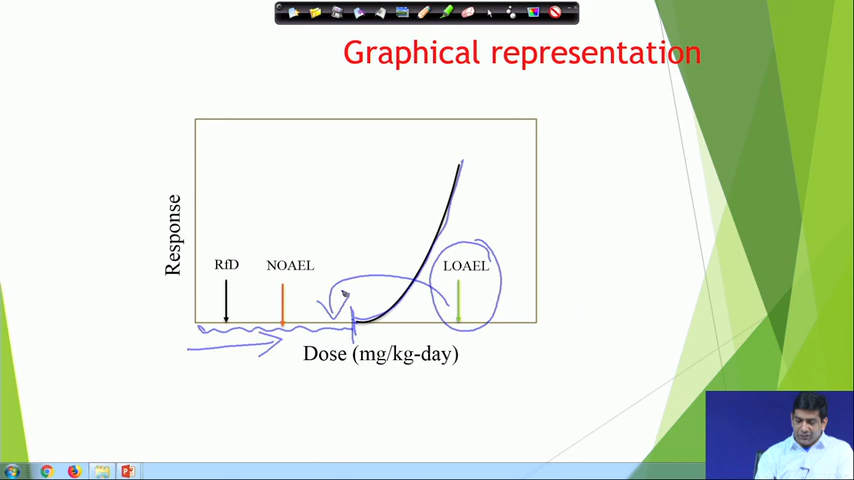 Graphical representation
Response
RfD
NOAEL
LOAEL
Dose (mg/kg-day)